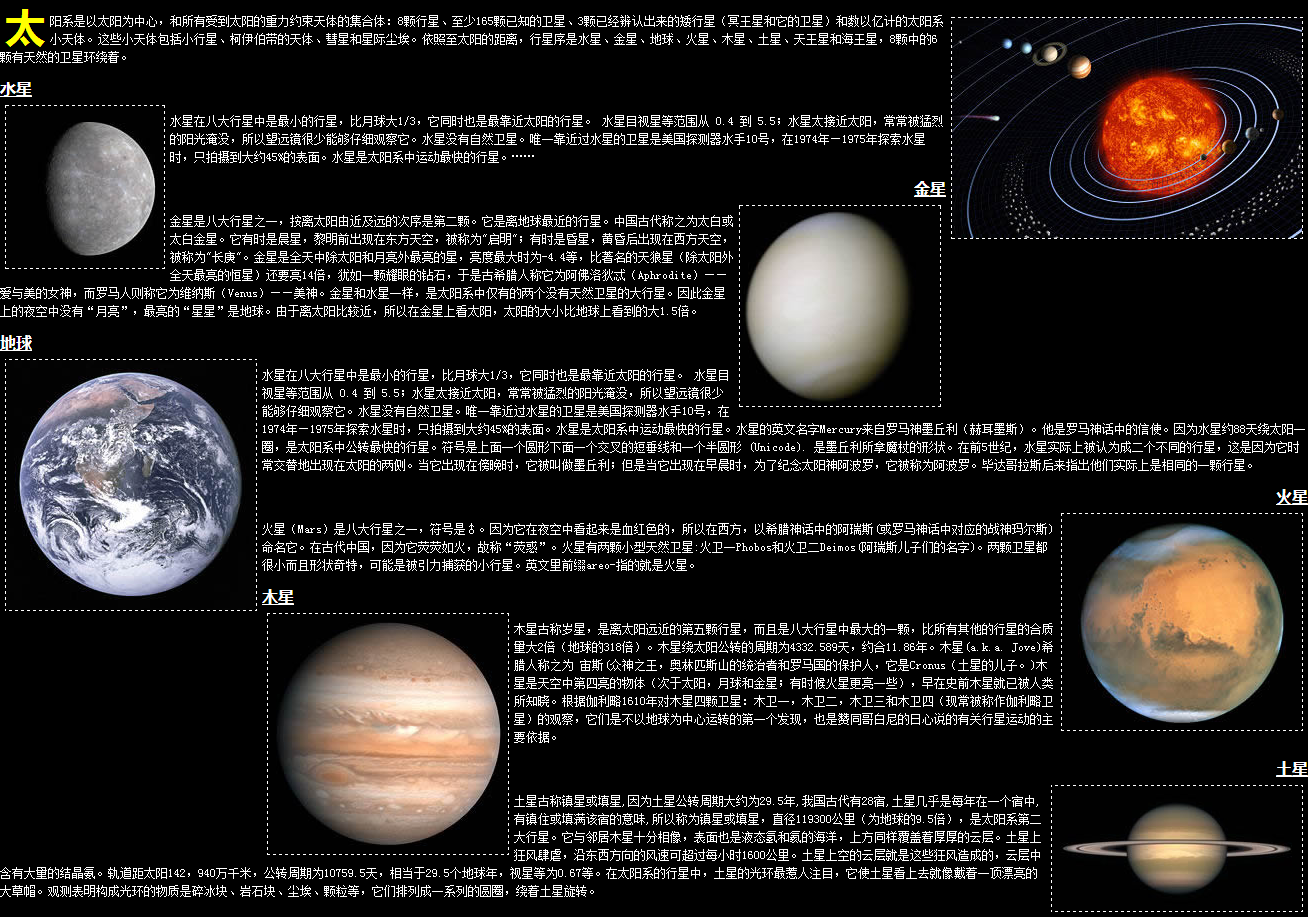 太阳系是以太阳为中心，和所有受到太阳的重力约束天体的集合体：8颗行星、至少165颗已知的卫星、3颗已经辨认出来的矮行星（冥王星和它的卫星）和数以亿计的太阳系
小天体。这些小天体包括小行星、柯伊伯带的天体、彗星和星际尘埃。依照至太阳的距离，行星序是水星、金星、地球、火星、木星、土星、天王星和海王星，8颗中的6
颗有天然的卫星环绕着。
水星
水星在八大行星中是最小的行星，比月球大1/3，它同时也是最靠近太阳的行星。 水星目视星等范围从 0.4 到 5.5；水星太接近太阳，常常被猛烈
的阳光淹没，所以望远镜很少能够仔细观察它。水星没有自然卫星。唯一靠近过水星的卫星是美国探测器水手10号，在1974年－1975年探索水星
时，只拍摄到大约45%的表面。水星是太阳系中运动最快的行星。……
金星
金星是八大行星之一，按离太阳由近及远的次序是第二颗。它是离地球最近的行星。中国古代称之为太白或
太白金星。它有时是晨星，黎明前出现在东方天空，被称为"启明"；有时是昏星，黄昏后出现在西方天空，
被称为"长庚"。金星是全天中除太阳和月亮外最亮的星，亮度最大时为-4.4等，比著名的天狼星（除太阳外
全天最亮的恒星）还要亮14倍，犹如一颗耀眼的钻石，于是古希腊人称它为阿佛洛狄忒（Aphrodite）－－
爱与美的女神，而罗马人则称它为维纳斯（Venus）－－美神。金星和水星一样，是太阳系中仅有的两个没有天然卫星的大行星。因此金星
上的夜空中没有“月亮”，最亮的“星星”是地球。由于离太阳比较近，所以在金星上看太阳，太阳的大小比地球上看到的大1.5倍。
地球
水星在八大行星中是最小的行星，比月球大1/3，它同时也是最靠近太阳的行星。 水星目
视星等范围从 0.4 到 5.5；水星太接近太阳，常常被猛烈的阳光淹没，所以望远镜很少
能够仔细观察它。水星没有自然卫星。唯一靠近过水星的卫星是美国探测器水手10号，在
1974年－1975年探索水星时，只拍摄到大约45%的表面。水星是太阳系中运动最快的行星。水星的英文名字Mercury来自罗马神墨丘利（赫耳墨斯）。他是罗马神话中的信使。因为水星约88天绕太阳一
圈，是太阳系中公转最快的行星。符号是上面一个圆形下面一个交叉的短垂线和一个半圆形 (Unicode). 是墨丘利所拿魔杖的形状。在前5世纪，水星实际上被认为成二个不同的行星，这是因为它时
常交替地出现在太阳的两侧。当它出现在傍晚时，它被叫做墨丘利；但是当它出现在早晨时，为了纪念太阳神阿波罗，它被称为阿波罗。毕达哥拉斯后来指出他们实际上是相同的一颗行星。
火星
火星（Mars）是八大行星之一，符号是♂。因为它在夜空中看起来是血红色的，所以在西方，以希腊神话中的阿瑞斯(或罗马神话中对应的战神玛尔斯)
命名它。在古代中国，因为它荧荧如火，故称“荧惑”。火星有两颗小型天然卫星:火卫一Phobos和火卫二Deimos(阿瑞斯儿子们的名字)。两颗卫星都
很小而且形状奇特，可能是被引力捕获的小行星。英文里前缀areo-指的就是火星。
木星
木星古称岁星，是离太阳远近的第五颗行星，而且是八大行星中最大的一颗，比所有其他的行星的合质
量大2倍（地球的318倍）。木星绕太阳公转的周期为4332.589天，约合11.86年。木星(a.k.a. Jove)希
腊人称之为 宙斯(众神之王，奥林匹斯山的统治者和罗马国的保护人，它是Cronus（土星的儿子。)木
星是天空中第四亮的物体（次于太阳，月球和金星；有时候火星更亮一些），早在史前木星就已被人类
所知晓。根据伽利略1610年对木星四颗卫星：木卫一，木卫二，木卫三和木卫四（现常被称作伽利略卫
星）的观察，它们是不以地球为中心运转的第一个发现，也是赞同哥白尼的日心说的有关行星运动的主
要依据。
土星
土星古称镇星或填星,因为土星公转周期大约为29.5年,我国古代有28宿,土星几乎是每年在一个宿中,
有镇住或填满该宿的意味,所以称为镇星或填星，直径119300公里（为地球的9.5倍），是太阳系第二
大行星。它与邻居木星十分相像，表面也是液态氢和氦的海洋，上方同样覆盖着厚厚的云层。土星上
狂风肆虐，沿东西方向的风速可超过每小时1600公里。土星上空的云层就是这些狂风造成的，云层中
含有大量的结晶氨。轨道距太阳142，940万千米，公转周期为10759.5天，相当于29.5个地球年，视星等为0.67等。在太阳系的行星中，土星的光环最惹人注目，它使土星看上去就像戴着一顶漂亮的
大草帽。观测表明构成光环的物质是碎冰块、岩石块、尘埃、颗粒等，它们排列成一系列的圆圈，绕着土星旋转。